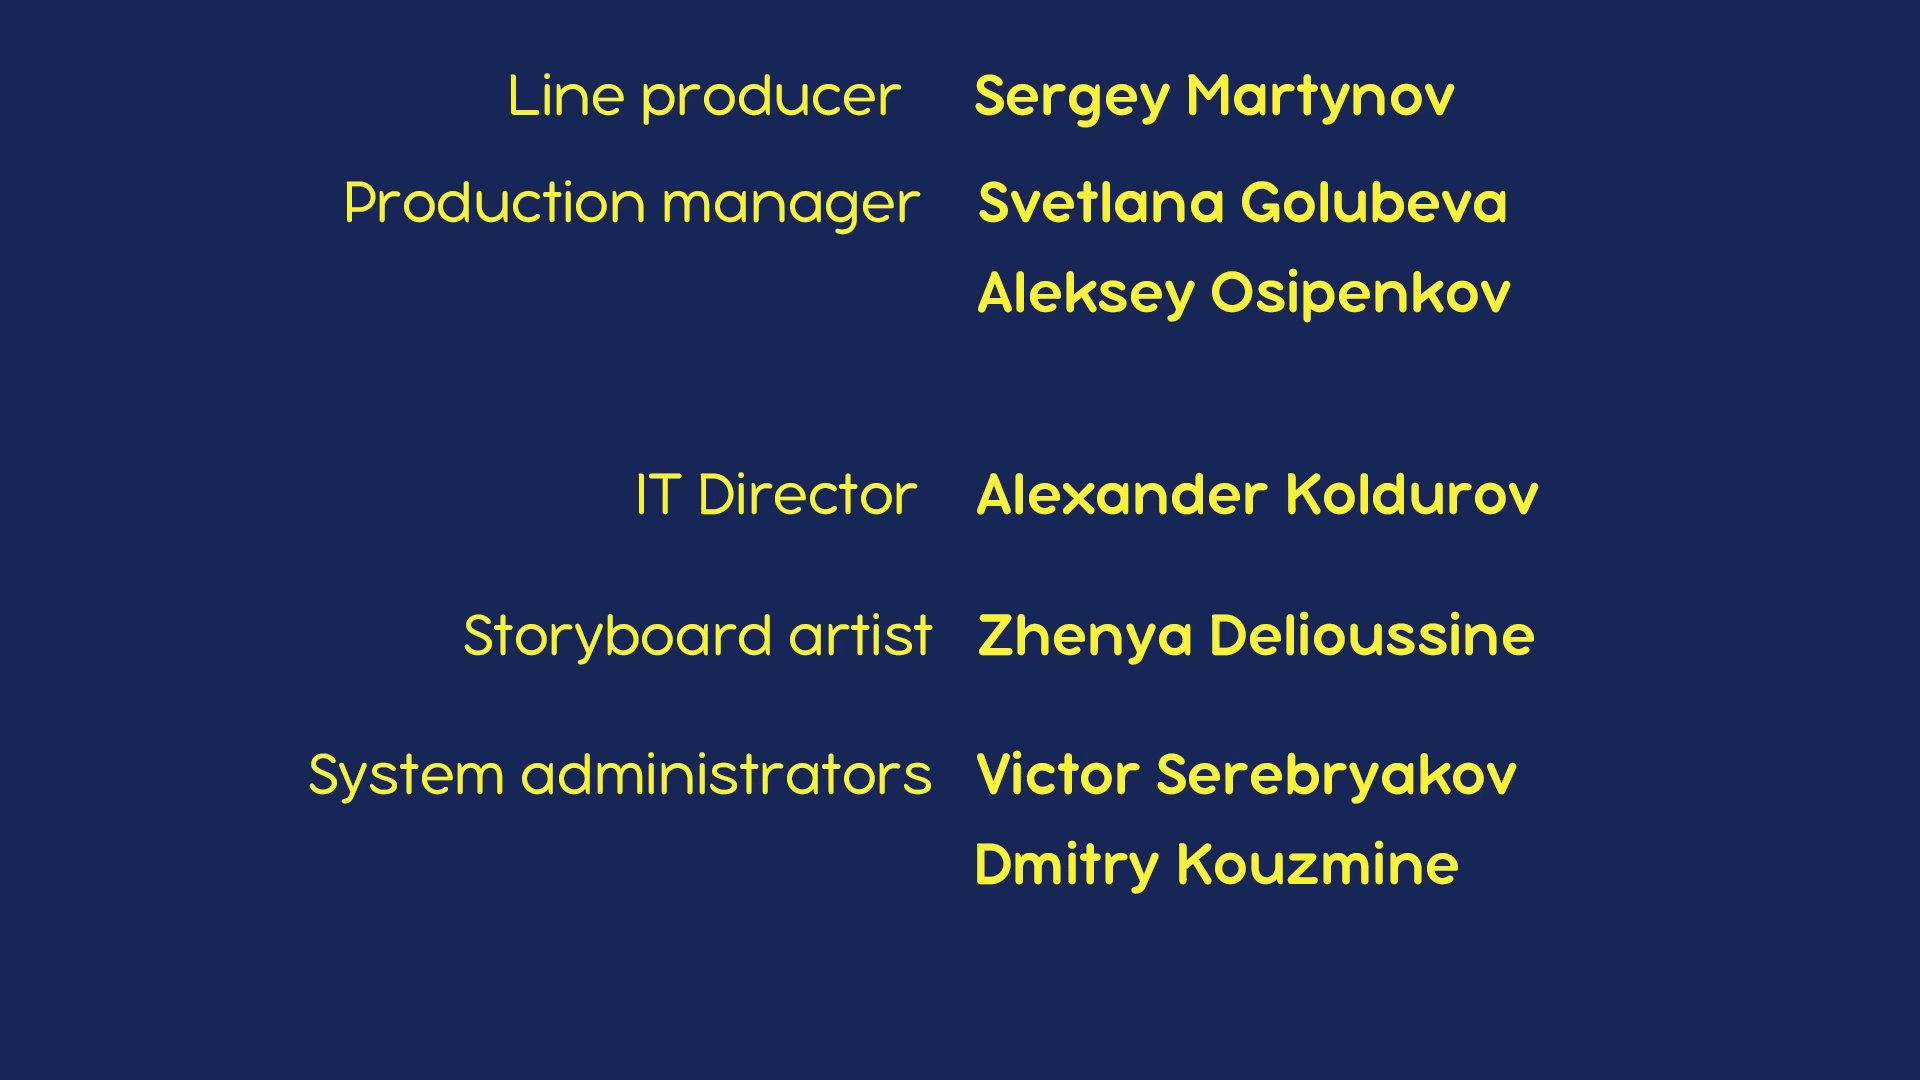 Line producer Sergey Martynov
Production manager Svetlana Golubeva
Aleksey Osipenkov
IT Director Alexander Koldurov
Storyboard artist Zhenya Delioussine
System administrators Victor Serebryakov
Dmitry Kouzmine